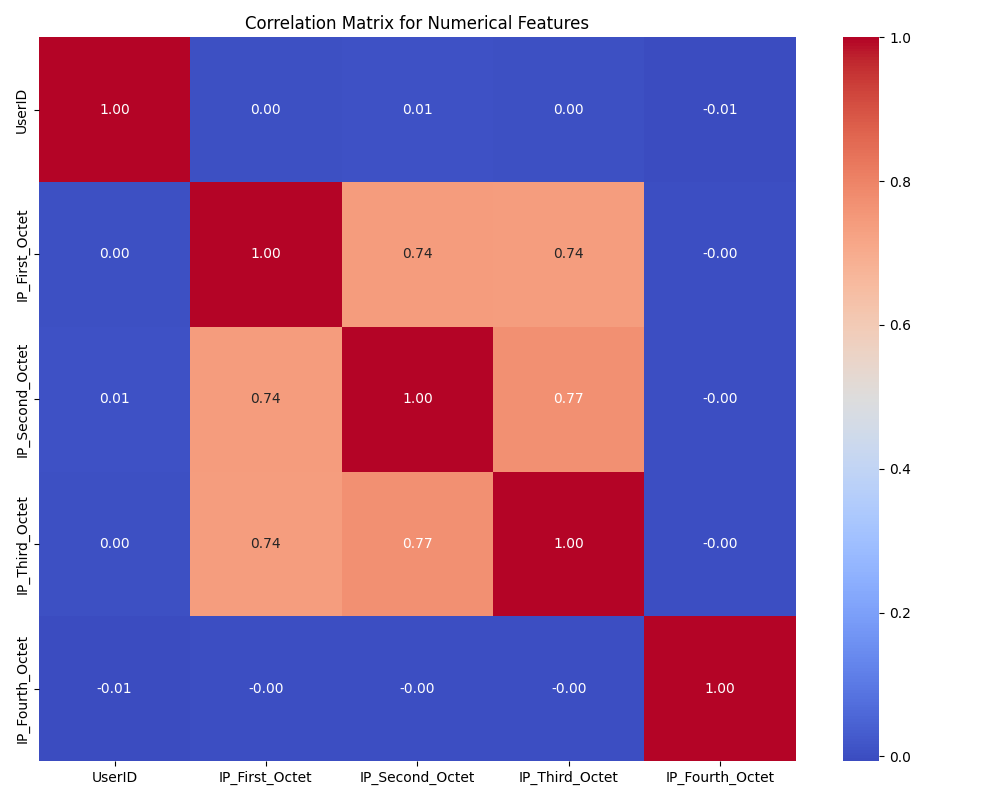 Correlation Matrix for Numerical Features
UserID
1.00 0.00 0.01 0.00 -0.01
IP_First_Octet
0.00 1.00 0.74 0.74 -0.00
IP_Second_Octet
0.01 0.74 1.00 0.77 -0.00
IP_Third_Octet
0.00 0.74 0.77 1.00 -0.00
IP_Fourth_Octet
-0.01 -0.00 -0.00 -0.00 1.00
UserID IP_First_Octet IP_Second_Octet IP_Third_Octet IP_Fourth_Octet
1.0
0.8
0.6
0.4
0.2
0.0